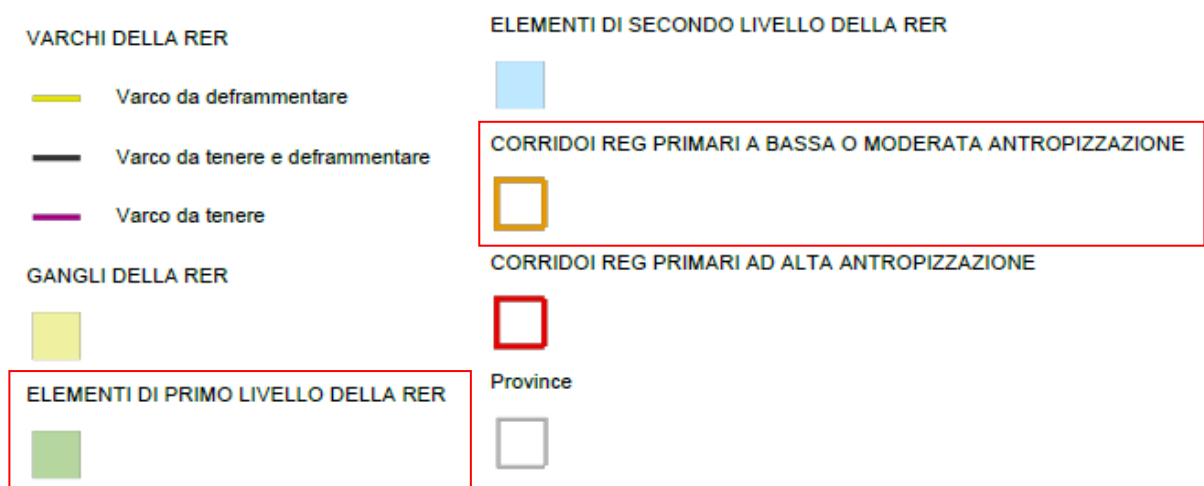 VARCHI DELLA RER
Varco da deframmentare
Varco da tenere e deframmentare
Varco da tenere
GANGLI DELLA RER
ELEMENTI DI PRIMO LIVELLO DELLA RER
ELEMENTI DI SECONDO LIVELLO DELLA RER
CORRIDOI REG PRIMARI A BASSA O MODERATA ANTROPIZZAZIONE
CORRIDOI REG PRIMARI AD ALTA ANTROPIZZAZIONE
Province